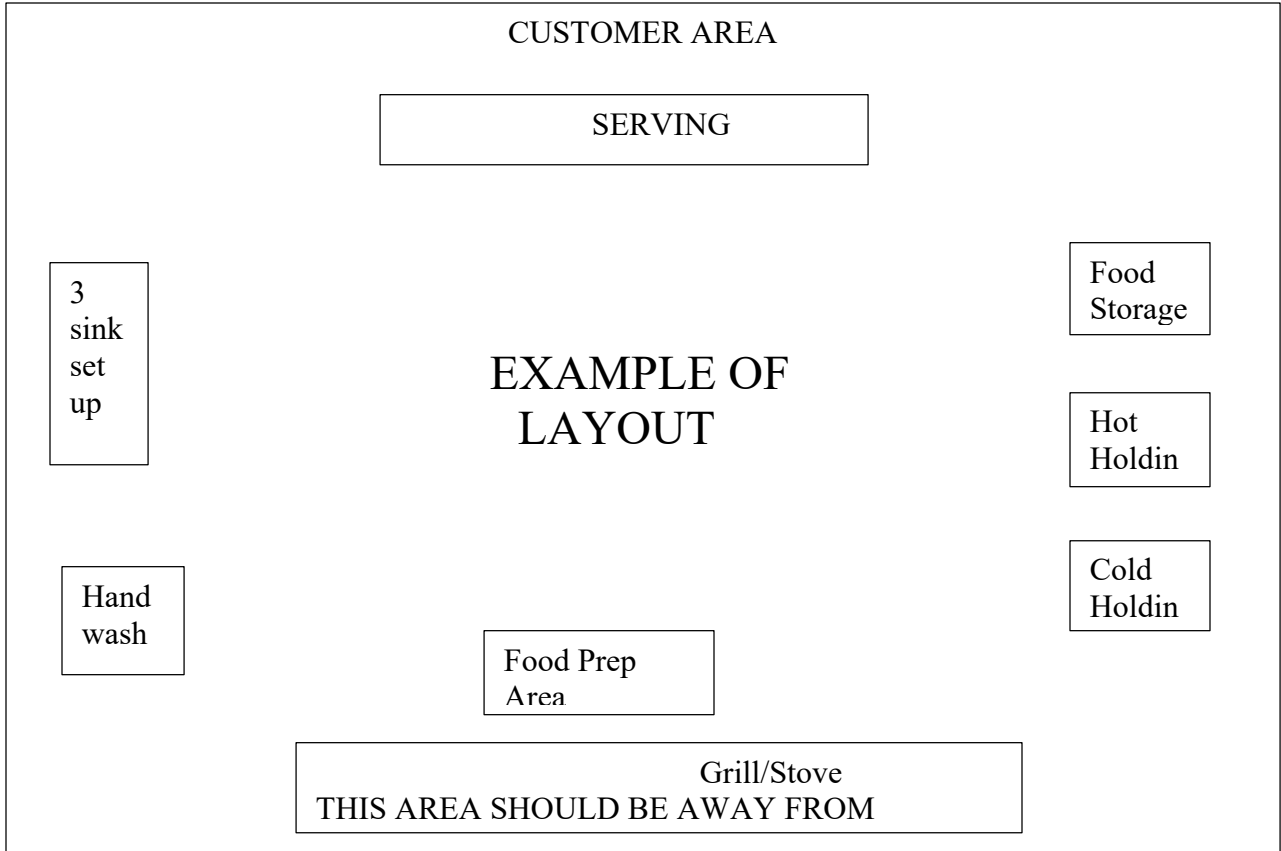 CUSTOMER AREA
SERVING
3
sink
set
up
Food
Storage
EXAMPLE OF
LAYOUT
Hot
Holdin
Cold
Holdin
Hand
wash
Food Prep
Area
Grill/Stove
THIS AREA SHOULD BE AWAY FROM